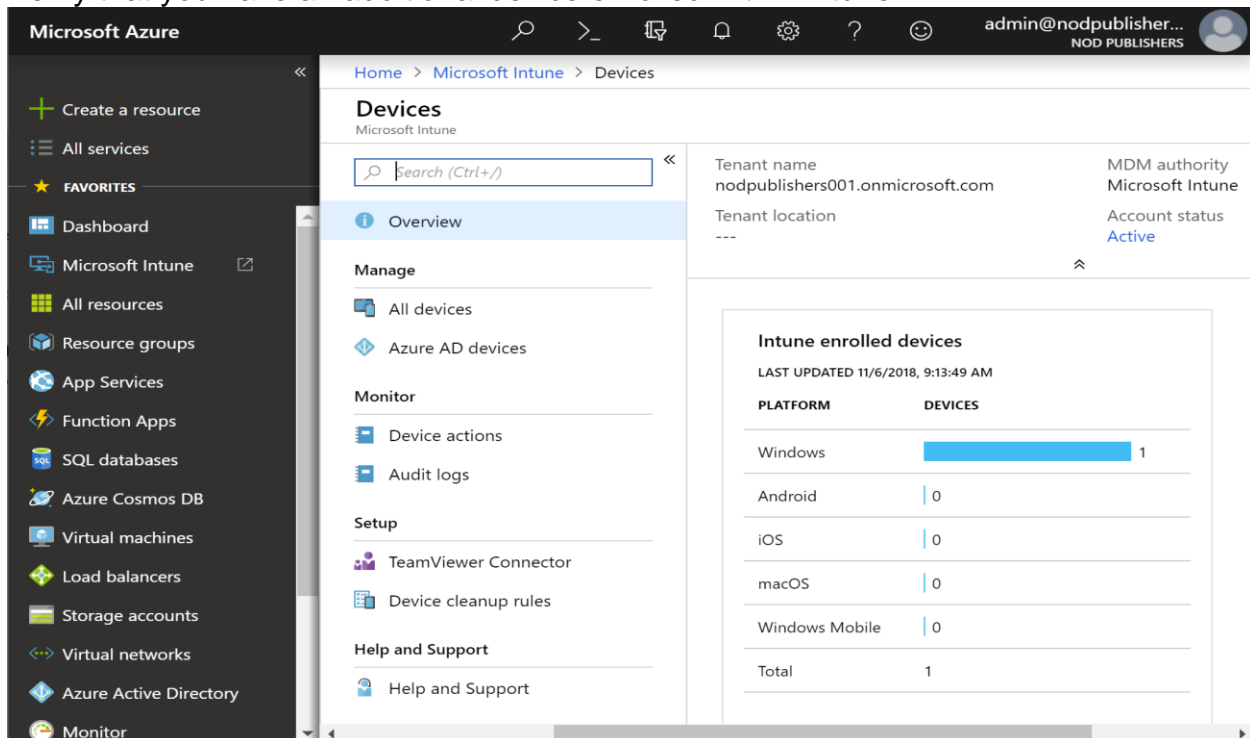 Microsoft Azure
admin@nodpublisher...
NOD PUBLISHERS
Create a resource
All services
FAVORITES
Dashboard
Microsoft Intune
All resources
Resource groups
App Services
Function Apps
SQL databases
Azure Cosmos DB
Virtual machines
Load balancers
Storage accounts
Virtual networks
Azure Active Directory
Monitor
Home > Microsoft Intune > Devices
Devices
Microsoft Intune
Search (Ctrl+/)
Overview
Manage
All devices
Azure AD devices
Monitor
Device actions
Audit logs
Setup
TeamViewer Connector
Device cleanup rules
Help and Support
Help and Support
Tenant name
nodpublishers001.onmicrosoft.com
Tenant location
---
MDM authority
Microsoft Intune
Account status
Active
Intune enrolled devices
LAST UPDATED 11/6/2018, 9:13:49 AM
PLATFORM DEVICES
Windows 1
Android 0
iOS 0
macOS 0
Windows Mobile 0
Total 1